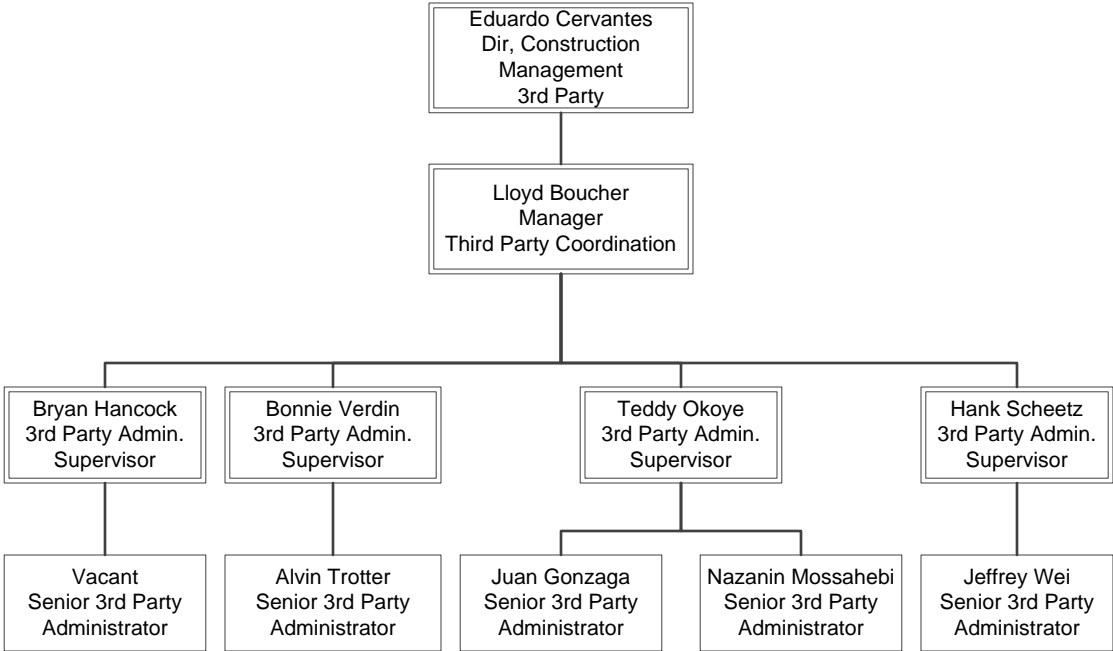 Eduardo Cervantes
Dir, Construction
Management
3rd Party
Lloyd Boucher
Manager
Third Party Coordination
Bryan Hancock
3rd Party Admin.
Supervisor
Bonnie Verdin
3rd Party Admin.
Supervisor
Teddy Okoye
3rd Party Admin.
Supervisor
Hank Scheetz
3rd Party Admin.
Supervisor
Vacant
Senior 3rd Party
Administrator
Alvin Trotter
Senior 3rd Party
Administrator
Juan Gonzaga
Senior 3rd Party
Administrator
Nazanin Mossahebi
Senior 3rd Party
Administrator
Jeffrey Wei
Senior 3rd Party
Administrator